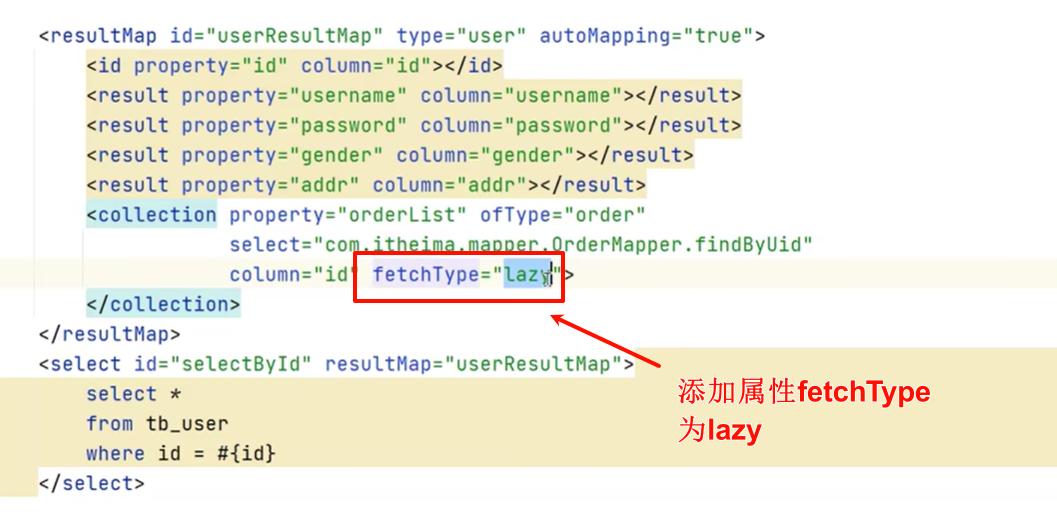 <resultMap id="userResultMap" type="user" autoMapping="true">
<id property="id" column="id"></id>
<result property="username" column="username"></result>
<result property="password" column="password"></result>
<result property="gender" column="gender"></result>
<result property="addr" column="addr"></result>
<collection property="orderList" ofType="order"
select="com.itheima.mapper.OrderMapper.findByUid"
column="id" fetchType="lazy">
</collection>
</resultMap>
<select id="selectById" resultMap="userResultMap">
select *
添加属性fetchType
from tb_user
为lazy
where id = #{id}
</select>